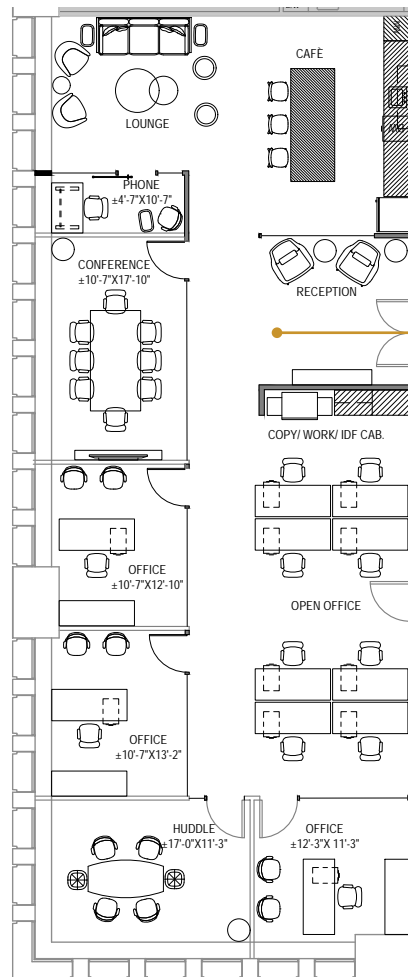 CAFÈ
LOUNGE
DW
PHONE
±4'-7"X10'-7"
CONFERENCE
±10'-7"X17'-10"
RECEPTION
COPY/ WORK/ IDF CAB.
OFFICE
±10'-7"X12'-10"
OPEN OFFICE
OFFICE
±10'-7"X13'-2"
HUDDLE
±17'-0"X11'-3"
OFFICE
±12'-3"X 11'-3"